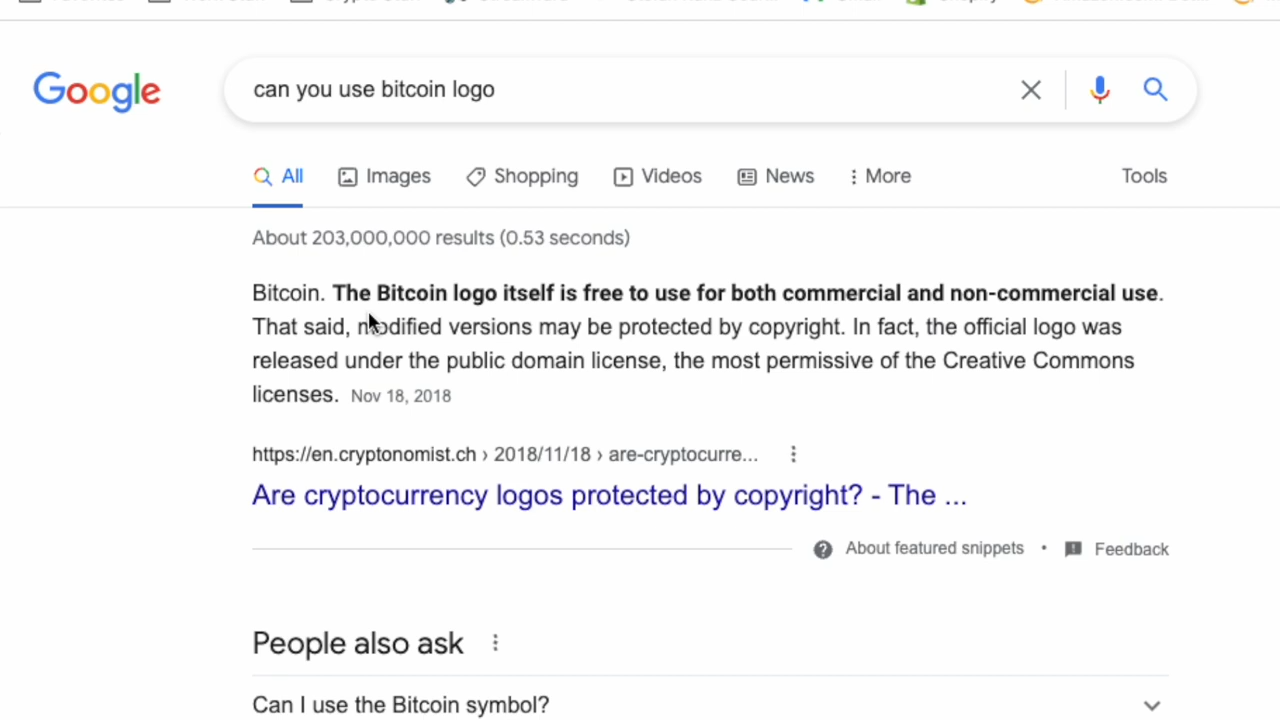 Google
can you use bitcoin logo
All Images Shopping Videos News More Tools
About 203,000,000 results (0.53 seconds)
Bitcoin. The Bitcoin logo itself is free to use for both commercial and non-commercial use.
That said, modified versions may be protected by copyright. In fact, the official logo was
released under the public domain license, the most permissive of the Creative Commons
licenses. Nov 18, 2018
https://en.cryptonomist.ch › 2018/11/18 › are-cryptocurre...
Are cryptocurrency logos protected by copyright? - The ...
About featured snippets • Feedback
People also ask
Can I use the Bitcoin symbol?